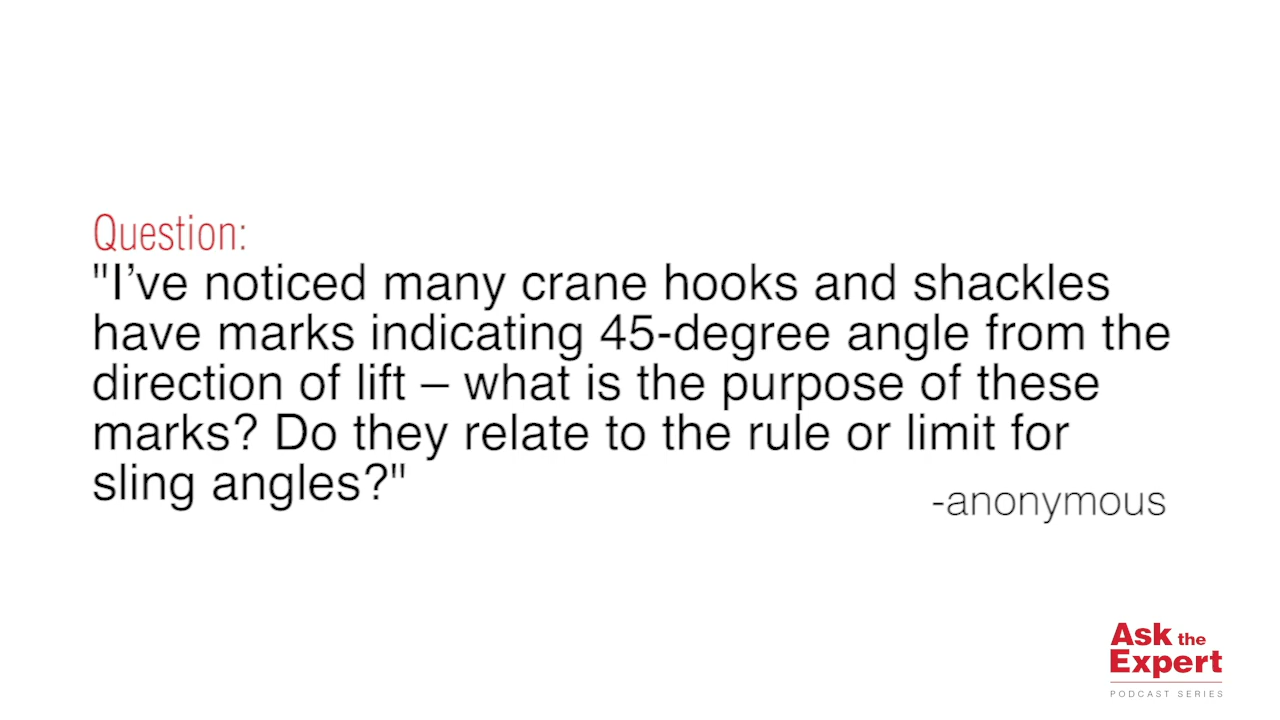 Question:
"I’ve noticed many crane hooks and shackles
have marks indicating 45-degree angle from the
direction of lift – what is the purpose of these
marks? Do they relate to the rule or limit for
sling angles?"
-anonymous
Ask the
Expert
PODCAST SERIES